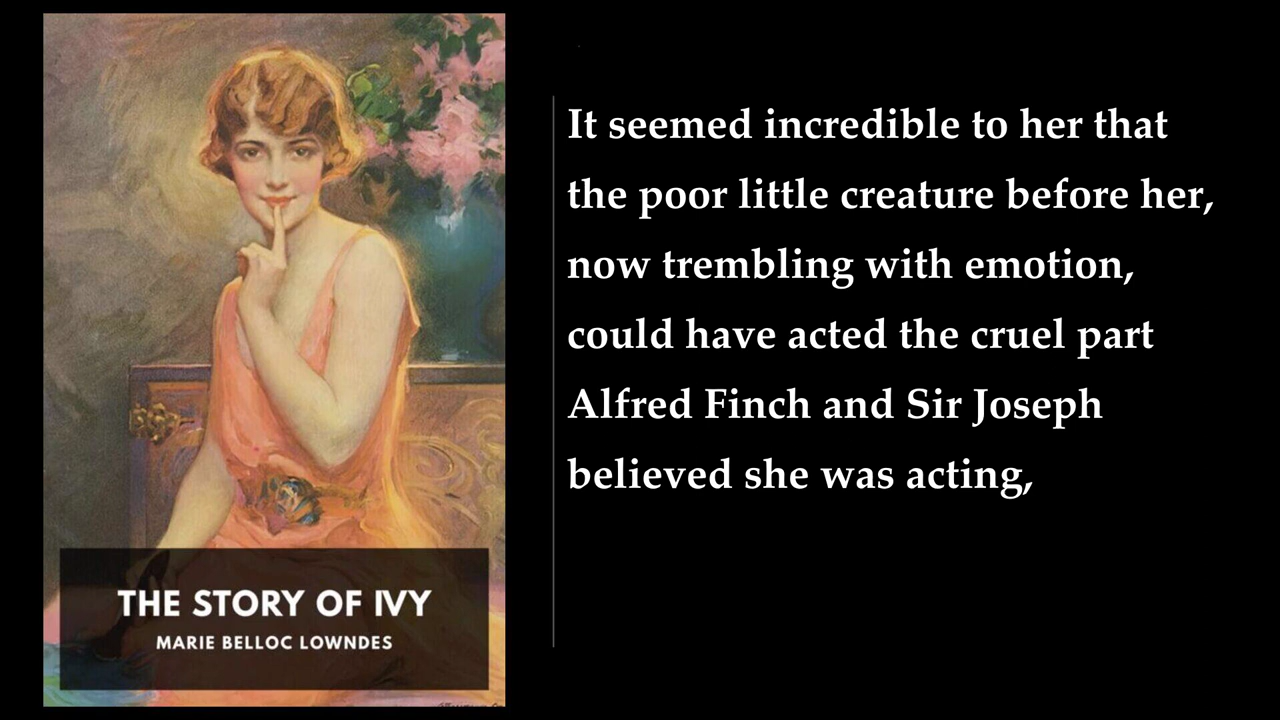 THE STORY OF IVY
MARIE BELLOC LOWNDES
It seemed incredible to her that
the poor little creature before her,
now trembling with emotion,
could have acted the cruel part
Alfred Finch and Sir Joseph
believed she was acting,